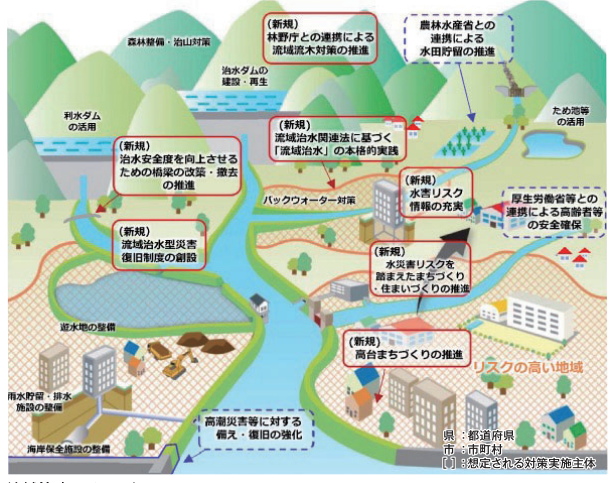 (新規)
林野庁との連携による
流域流木対策の推進
農林水産省との
連携による
水田貯留の推進
森林整備・治山対策
治水ダムの
建設・再生
利水ダム
の活用
ため池等
の活用
(新規)
治水安全度を向上させる
ための橋梁の改築・撤去
の推進
(新規)
流域治水関連法に基づく
「流域治水」の本格的実践
(新規)
水害リスク
情報の充実
バックウォーター対策
厚生労働省等との
連携による高齢者等
の安全確保
(新規)
流域治水型災害
復旧制度の創設
(新規)
水災害リスクを
踏まえたまちづくり
・住まいづくりの推進
遊水地の整備
(新規)
高台まちづくりの推進
リスクの高い地域
雨水貯留・排水
施設の整備
高潮災害等に対する
備え・復旧の強化
海岸保全施設の整備
県:都道府県
市:市町村
[ ]:想定される対策実施主体